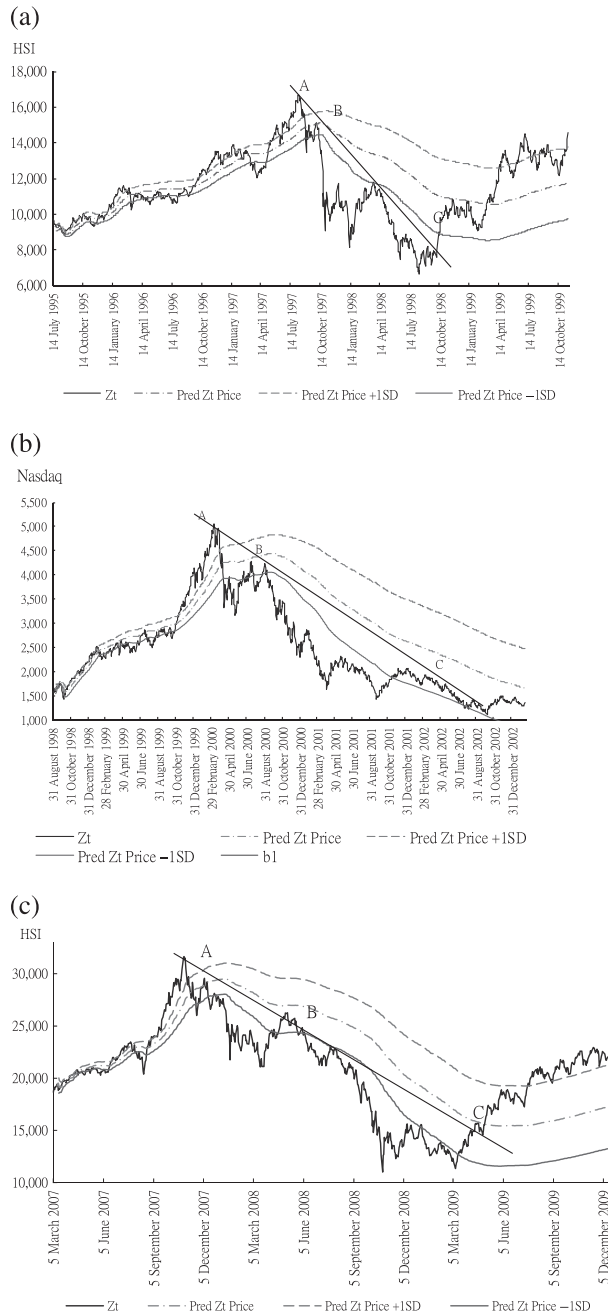 (a)
HSI
18,000
16,000
14,000
12,000
10,000
8,000
6,000
A
B
C
14 July 1995
14 October 1995
14 January 1996
14 April 1996
14 July 1996
14 October 1996
14 January 1997
14 April 1997
14 July 1997
14 October 1997
14 January 1998
14 April 1998
14 July 1998
14 October 1998
14 January 1999
14 April 1999
14 July 1999
14 October 1999
Zt Pred Zt Price Pred Zt Price +1SD Pred Zt Price −1SD
(b)
Nasdaq
5,500
5,000
4,500
4,000
3,500
3,000
2,500
2,000
1,500
1,000
A
B
C
31 August 1998
31 October 1998
31 December 1998
28 February 1999
30 April 1999
30 June 1999
31 August 1999
31 October 1999
31 December 1999
29 February 2000
30 April 2000
30 June 2000
31 August 2000
31 October 2000
31 December 2000
28 February 2001
30 April 2001
30 June 2001
31 August 2001
31 October 2001
31 December 2001
28 February 2002
30 April 2002
30 June 2002
31 August 2002
31 October 2002
31 December 2002
Zt Pred Zt Price Pred Zt Price +1SD
Pred Zt Price −1SD b1
(c)
HSI
30,000
25,000
20,000
15,000
10,000
A
B
C
5 March 2007
5 June 2007
5 September 2007
5 December 2007
5 March 2008
5 June 2008
5 September 2008
5 December 2008
5 March 2009
5 June 2009
5 September 2009
5 December 2009
Zt Pred Zt Price Pred Zt Price +1SD Pred Zt Price −1SD